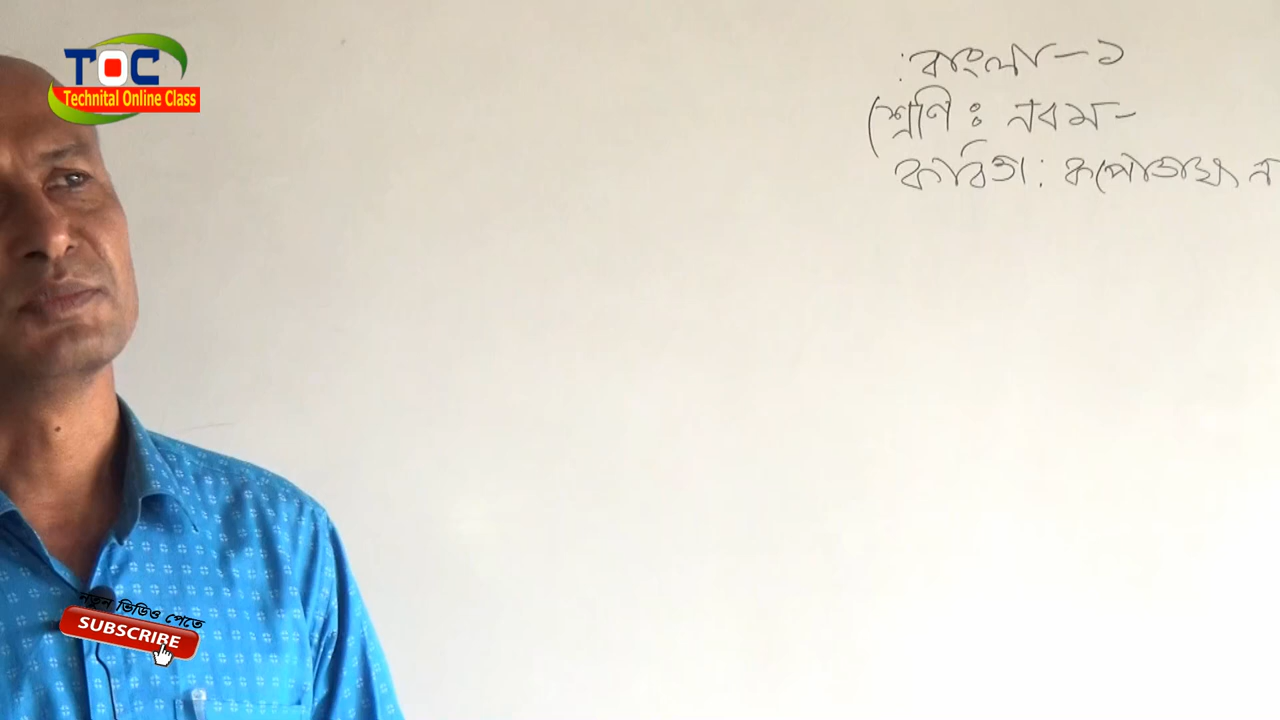 TOC
Technital Online Class
: বাংলা - ১
শ্রেণি ঃ নবম -
কবিতা : কপোতাক্ষ ন
নতুন ভিডিও পেতে
SUBSCRIBE